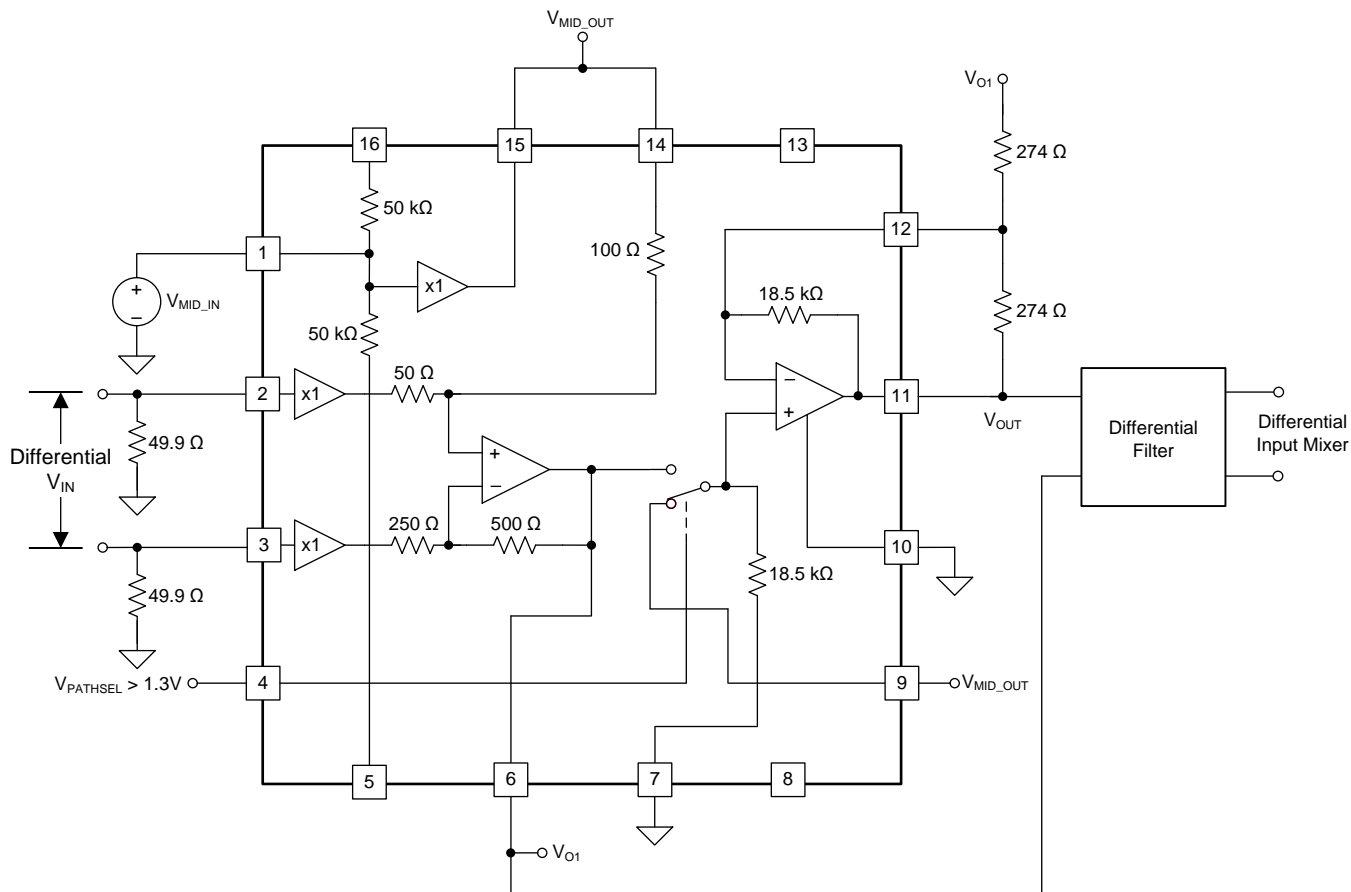 V_MID_OUT
V_O1
16
15
14
13
274 Ω
50 kΩ
12
1
100 Ω
x1
18.5 kΩ
274 Ω
+
−
V_MID_IN
50 kΩ
50 Ω
2
x1
−
+
11
V_OUT
Differential
Filter
Differential
Input Mixer
49.9 Ω
Differential
V_IN
+
−
250 Ω
500 Ω
3
x1
10
18.5 kΩ
49.9 Ω
V_PATHSEL > 1.3V
4
9
V_MID_OUT
5
6
7
8
V_O1